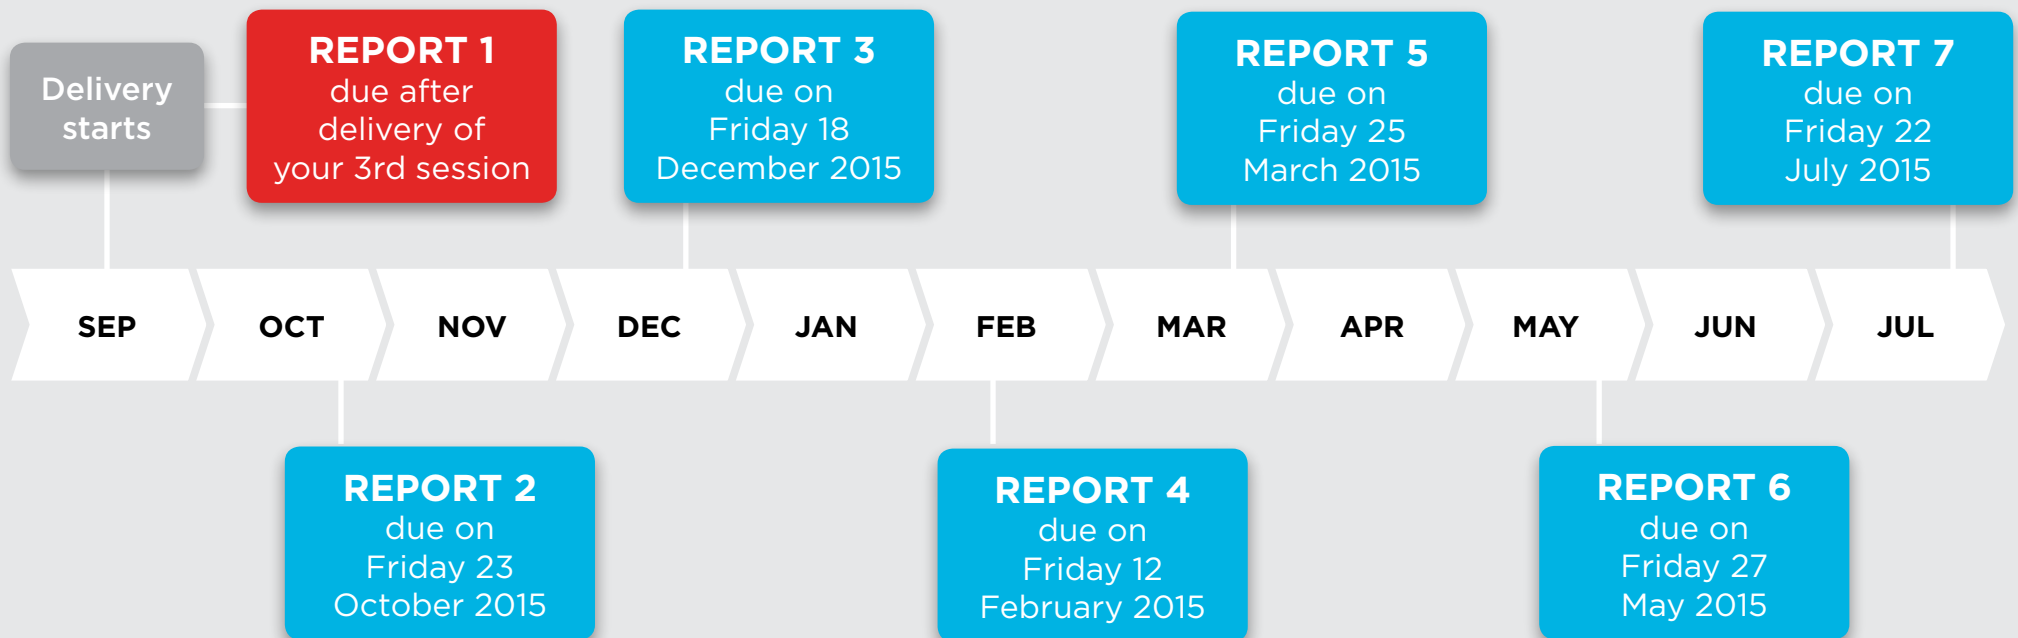 Delivery
starts
REPORT 1
due after
delivery of
your 3rd session
REPORT 3
due on
Friday 18
December 2015
REPORT 5
due on
Friday 25
March 2015
REPORT 7
due on
Friday 22
July 2015
SEP
OCT
NOV
DEC
JAN
FEB
MAR
APR
MAY
JUN
JUL
REPORT 2
due on
Friday 23
October 2015
REPORT 4
due on
Friday 12
February 2015
REPORT 6
due on
Friday 27
May 2015